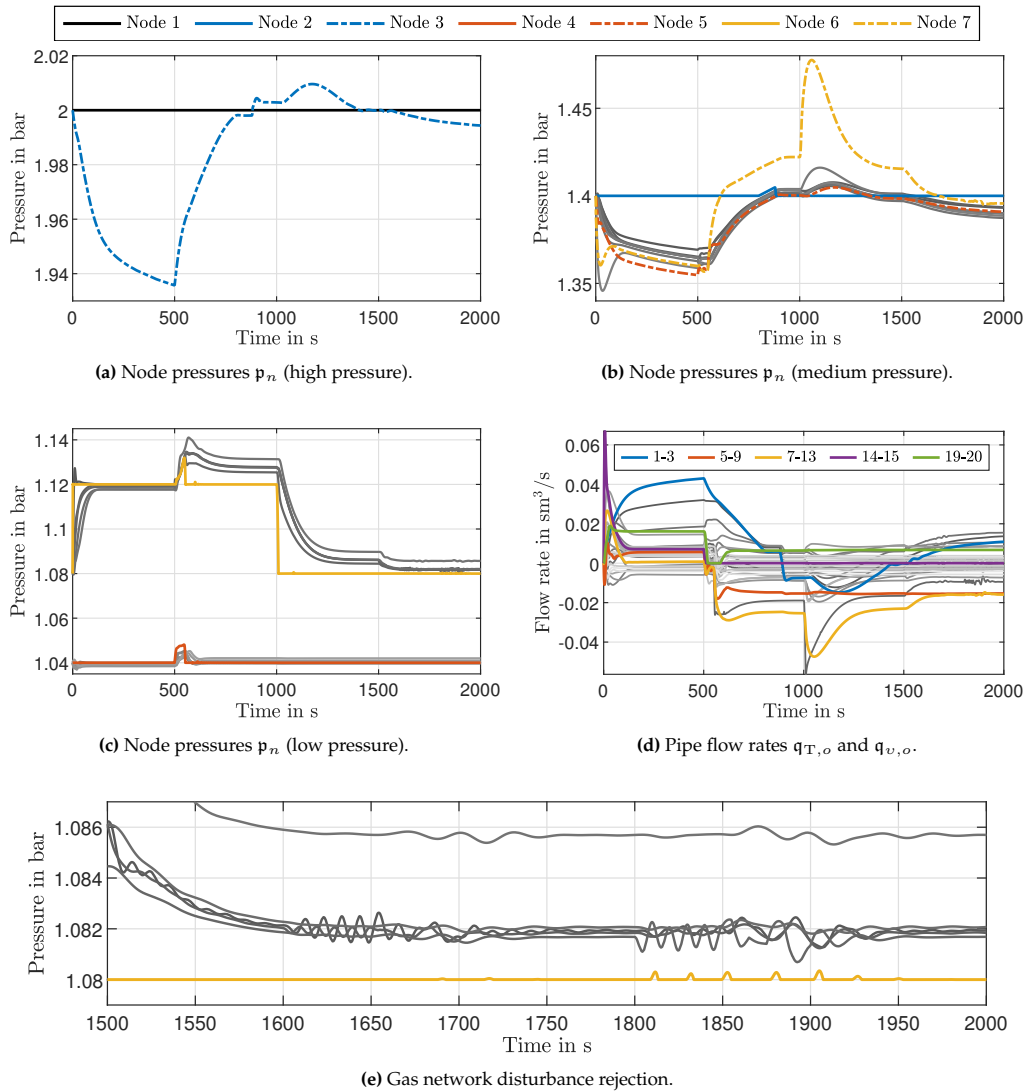 Node 1 Node 2 Node 3 Node 4 Node 5 Node 6 Node 7
Pressure in bar
2.02
2
1.98
1.96
1.94
0 500 1000 1500 2000
Time in s
(a) Node pressures 𝔭n (high pressure).
Pressure in bar
1.45
1.4
1.35
0 500 1000 1500 2000
Time in s
(b) Node pressures 𝔭n (medium pressure).
Pressure in bar
1.14
1.12
1.10
1.08
1.06
1.04
0 500 1000 1500 2000
Time in s
(c) Node pressures 𝔭n (low pressure).
Flow rate in sm³/s
0.06
0.04
0.02
0
-0.02
-0.04
1-3 5-9 7-13 14-15 19-20
0 500 1000 1500 2000
Time in s
(d) Pipe flow rates 𝔮T,o and 𝔮υ,o.
Pressure in bar
1.086
1.084
1.082
1.08
1500 1550 1600 1650 1700 1750 1800 1850 1900 1950 2000
Time in s
(e) Gas network disturbance rejection.